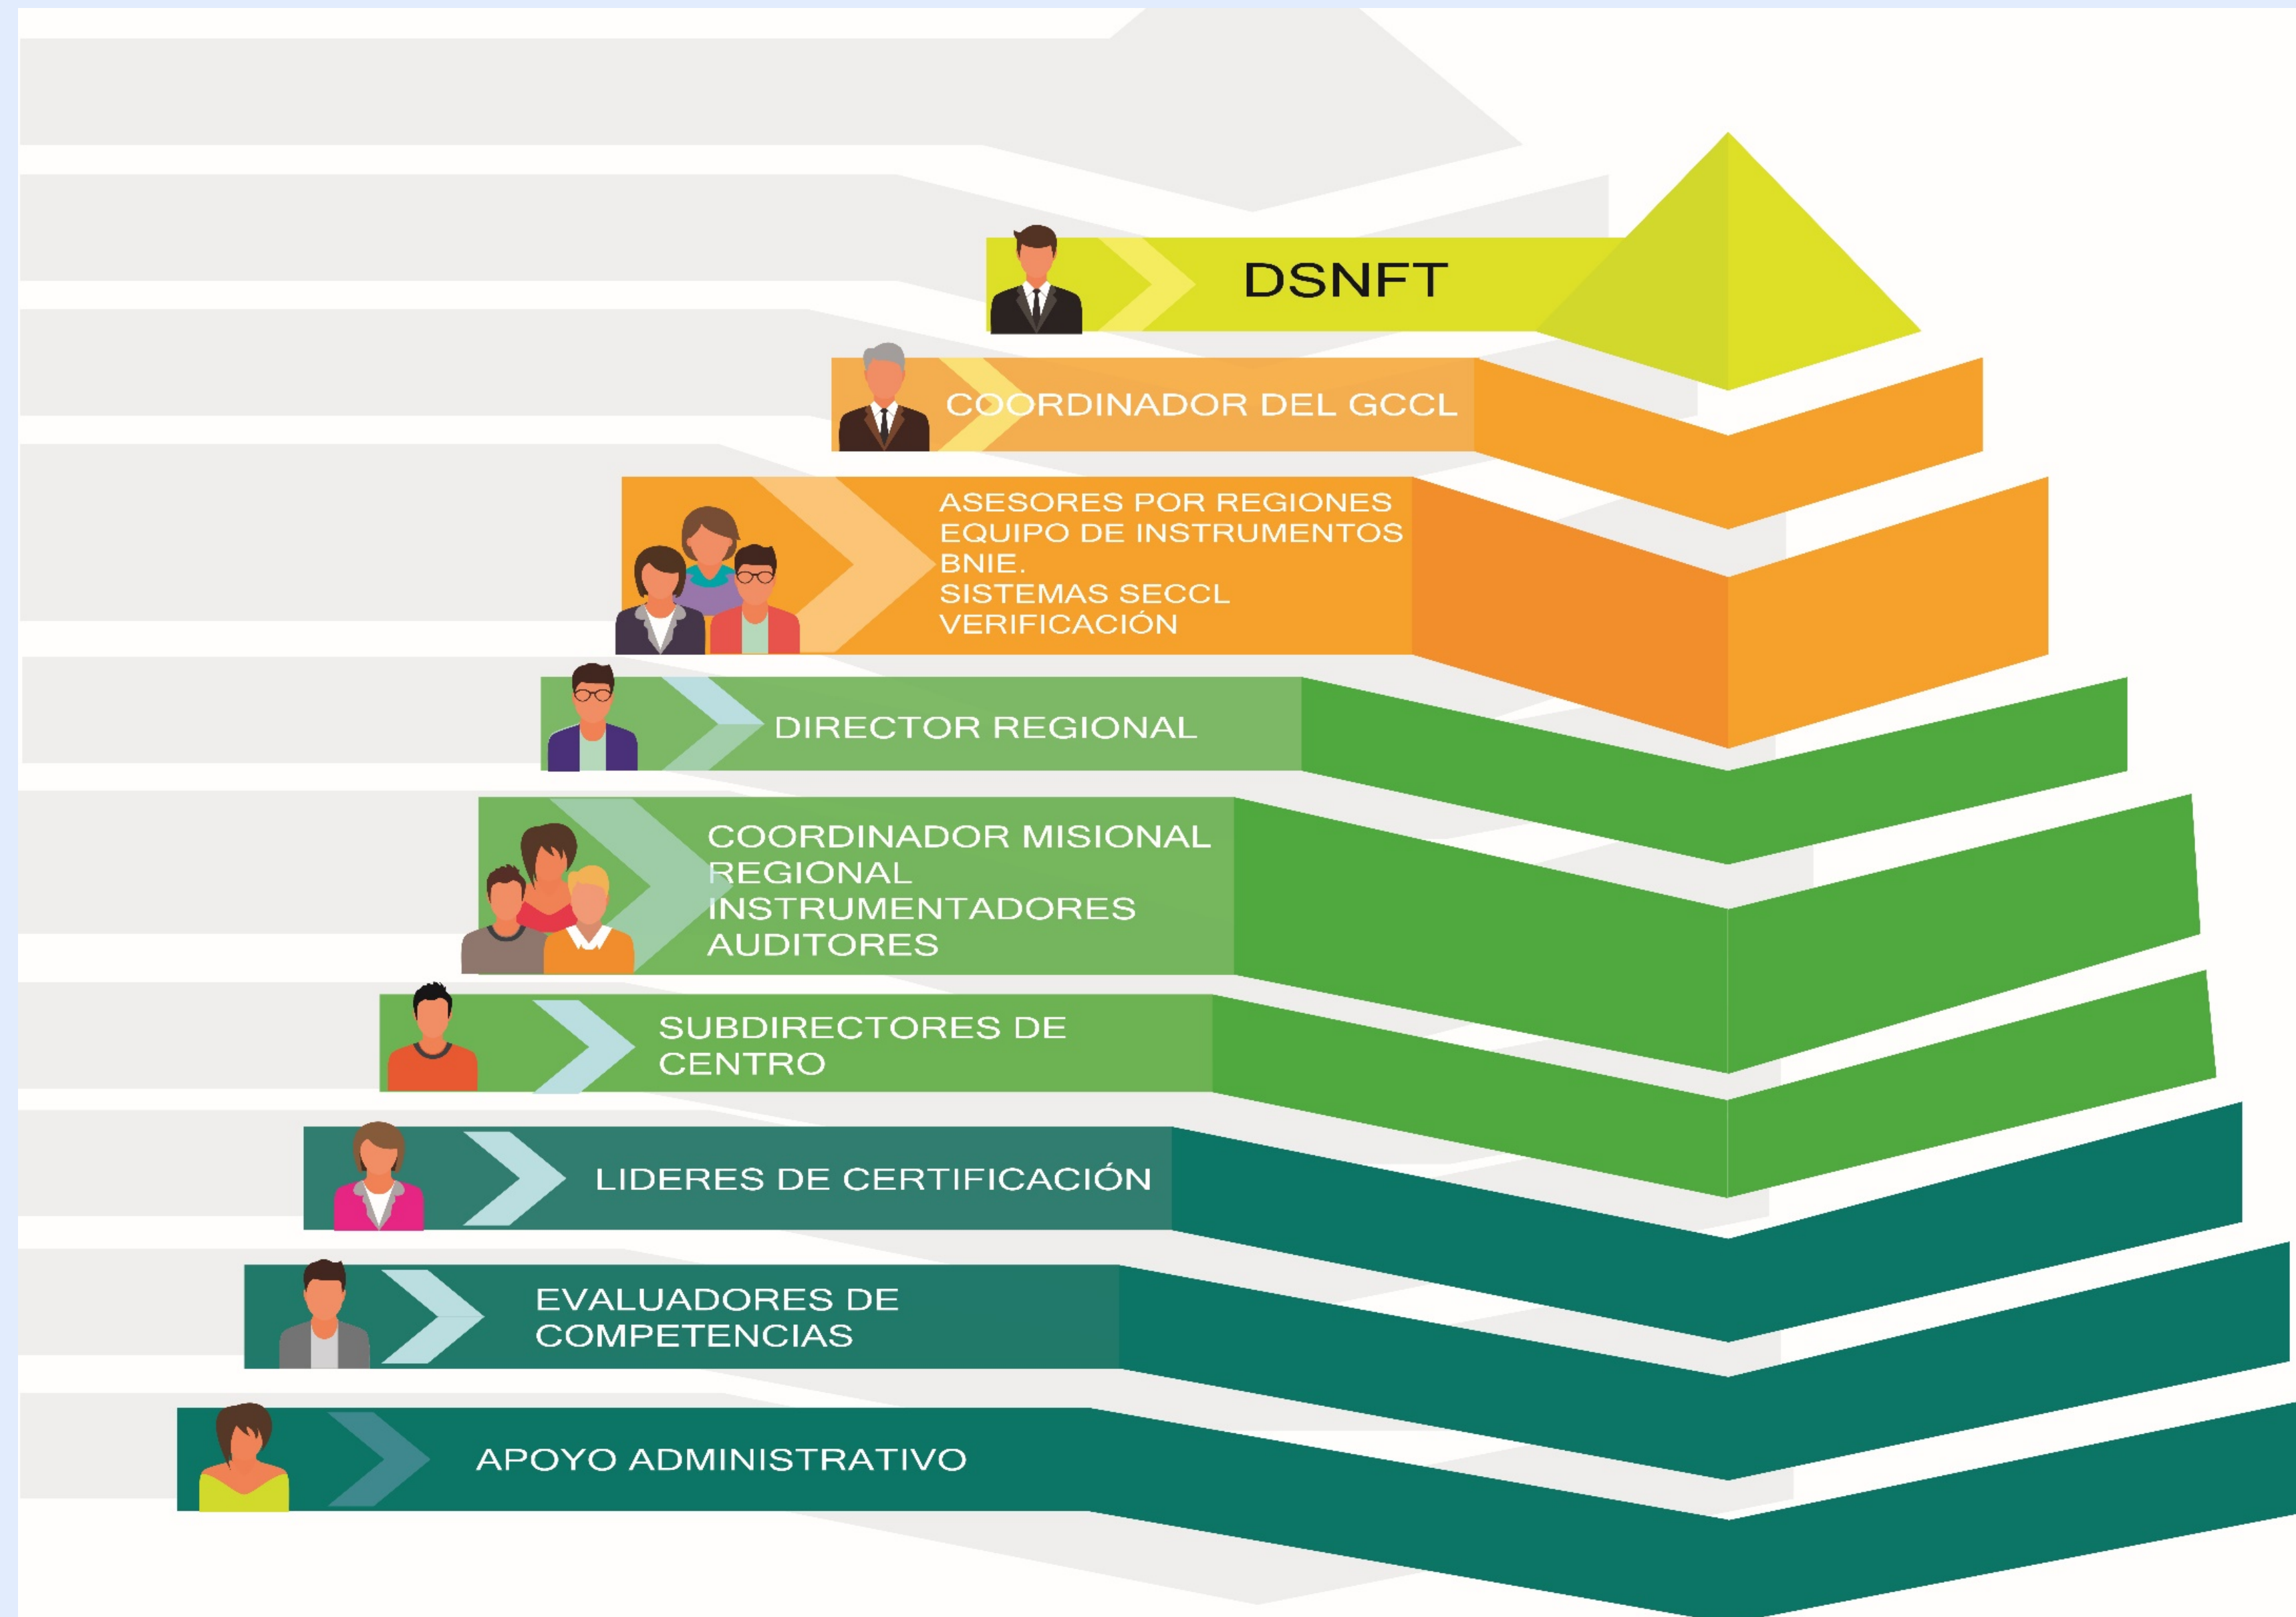 DSNFT
COORDINADOR DEL GCCL
ASESORES POR REGIONES
EQUIPO DE INSTRUMENTOS
BNIE.
SISTEMAS SECCL
VERIFICACIÓN
DIRECTOR REGIONAL
COORDINADOR MISIONAL
REGIONAL
INSTRUMENTADORES
AUDITORES
SUBDIRECTORES DE
CENTRO
LIDERES DE CERTIFICACIÓN
EVALUADORES DE
COMPETENCIAS
APOYO ADMINISTRATIVO